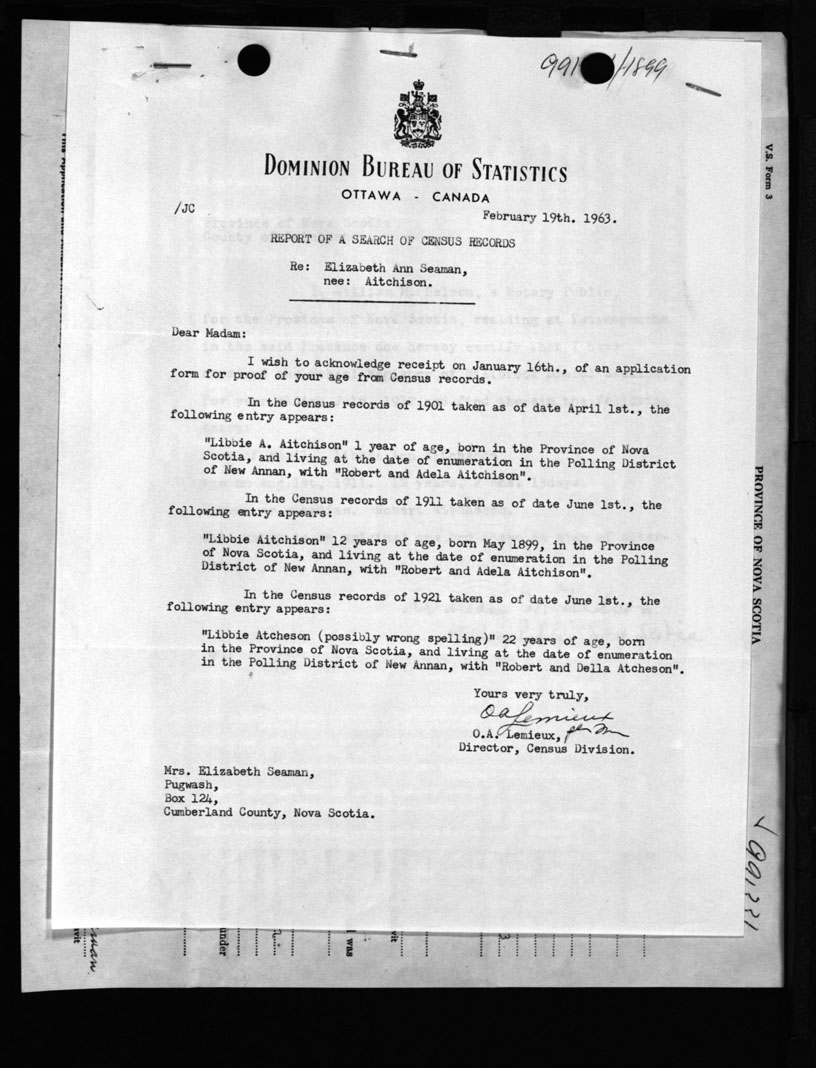 /1899
DOMINION BUREAU OF STATISTICS
OTTAWA - CANADA
/JC
February 19th. 1963.
REPORT OF A SEARCH OF CENSUS RECORDS
Re: Elizabeth Ann Seaman,
nee: Aitchison.
Dear Madam:
I wish to acknowledge receipt on January 16th., of an application
form for proof of your age from Census records.
In the Census records of 1901 taken as of date April 1st., the
following entry appears:
"Libbie A. Aitchison" 1 year of age, born in the Province of Nova
Scotia, and living at the date of enumeration in the Polling District
of New Annan, with "Robert and Adela Aitchison".
In the Census records of 1911 taken as of date June 1st., the
following entry appears:
"Libbie Aitchison" 12 years of age, born May 1899, in the Province
of Nova Scotia, and living at the date of enumeration in the Polling
District of New Annan, with "Robert and Adela Aitchison".
In the Census records of 1921 taken as of date June 1st., the
following entry appears:
"Libbie Atcheson (possibly wrong spelling)" 22 years of age, born
in the Province of Nova Scotia, and living at the date of enumeration
in the Polling District of New Annan, with "Robert and Della Atcheson".
Yours very truly,
OALemieux
O.A. Lemieux,
Director, Census Division.
Mrs. Elizabeth Seaman,
Pugwash,
Box 124,
Cumberland County, Nova Scotia.
V.S. Form 3
PROVINCE OF NOVA SCOTIA
991221
under
I was